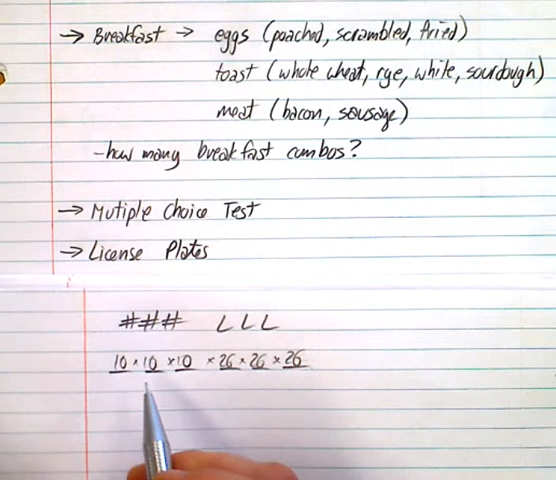 → Breakfast → eggs (poached, scrambled, fried)
toast (whole wheat, rye, white, sourdough)
meat (bacon, sausage)
- how many breakfast combos?
→ Mutiple Choice Test
→ License Plates
### LLL
10 × 10 × 10 × 26 × 26 × 26